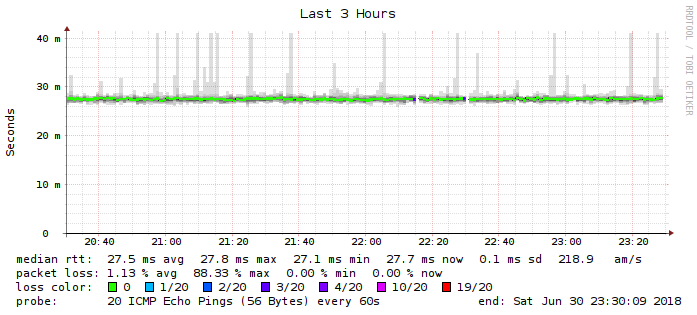 Last 3 Hours
RRDTOOL / TOBI OETIKER
Seconds
40 m
30 m
20 m
10 m
0
20:40 21:00 21:20 21:40 22:00 22:20 22:40 23:00 23:20
median rtt: 27.5 ms avg 27.8 ms max 27.1 ms min 27.7 ms now 0.1 ms sd 218.9 am/s
packet loss: 1.13 % avg 88.33 % max 0.00 % min 0.00 % now
loss color: 0 1/20 2/20 3/20 4/20 10/20 19/20
probe: 20 ICMP Echo Pings (56 Bytes) every 60s end: Sat Jun 30 23:30:09 2018